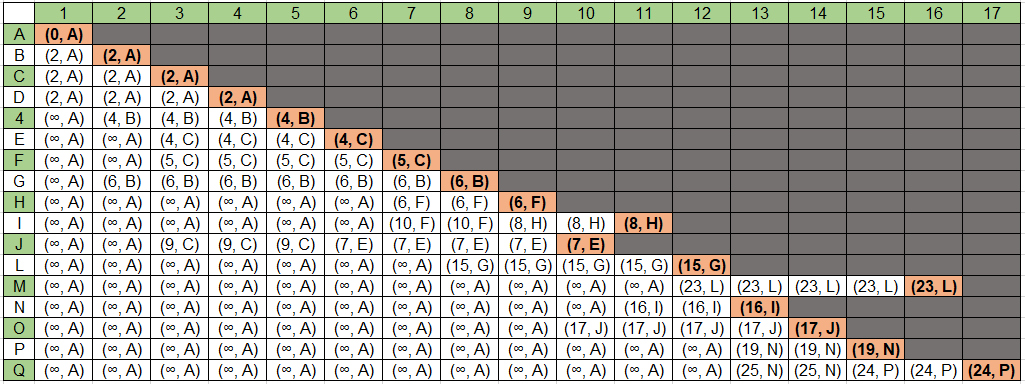 1 2 3 4 5 6 7 8 9 10 11 12 13 14 15 16 17
A (0, A)
B (2, A) (2, A)
C (2, A) (2, A) (2, A)
D (2, A) (2, A) (2, A) (2, A)
4 (∞, A) (4, B) (4, B) (4, B) (4, B)
E (∞, A) (∞, A) (4, C) (4, C) (4, C) (4, C)
F (∞, A) (∞, A) (5, C) (5, C) (5, C) (5, C) (5, C)
G (∞, A) (6, B) (6, B) (6, B) (6, B) (6, B) (6, B) (6, B)
H (∞, A) (∞, A) (∞, A) (∞, A) (∞, A) (∞, A) (6, F) (6, F) (6, F)
I (∞, A) (∞, A) (∞, A) (∞, A) (∞, A) (∞, A) (10, F) (10, F) (8, H) (8, H) (8, H)
J (∞, A) (∞, A) (9, C) (9, C) (9, C) (7, E) (7, E) (7, E) (7, E) (7, E)
L (∞, A) (∞, A) (∞, A) (∞, A) (∞, A) (∞, A) (∞, A) (15, G) (15, G) (15, G) (15, G) (15, G)
M (∞, A) (∞, A) (∞, A) (∞, A) (∞, A) (∞, A) (∞, A) (∞, A) (∞, A) (∞, A) (∞, A) (23, L) (23, L) (23, L) (23, L) (23, L)
N (∞, A) (∞, A) (∞, A) (∞, A) (∞, A) (∞, A) (∞, A) (∞, A) (∞, A) (∞, A) (16, I) (16, I) (16, I)
O (∞, A) (∞, A) (∞, A) (∞, A) (∞, A) (∞, A) (∞, A) (∞, A) (∞, A) (17, J) (17, J) (17, J) (17, J) (17, J)
P (∞, A) (∞, A) (∞, A) (∞, A) (∞, A) (∞, A) (∞, A) (∞, A) (∞, A) (∞, A) (∞, A) (∞, A) (19, N) (19, N) (19, N)
Q (∞, A) (∞, A) (∞, A) (∞, A) (∞, A) (∞, A) (∞, A) (∞, A) (∞, A) (∞, A) (∞, A) (∞, A) (25, N) (25, N) (24, P) (24, P) (24, P)